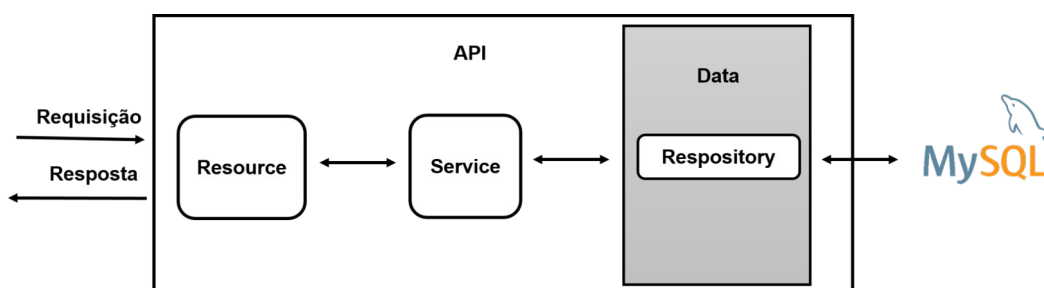 API
Data
Requisição
Resposta
Resource
Service
Respository
MySQL